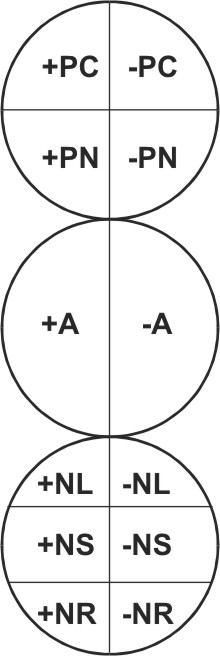 +PC -PC
+PN -PN
+A -A
+NL -NL
+NS -NS
+NR -NR